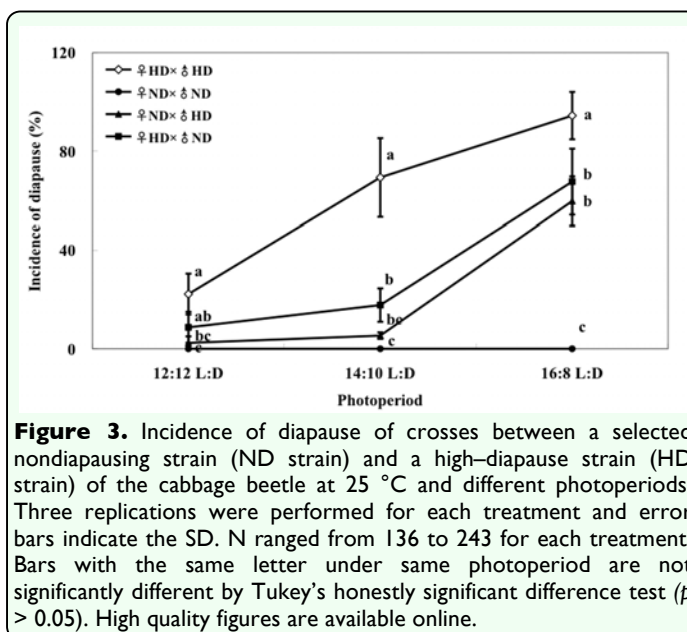 120
80
40
0
Incidence of diapause (%)
♀HD×♂HD
♀ND×♂ND
♀ND×♂HD
♀HD×♂ND
a
ab
bc
c
a
b
bc
c
a
b
b
c
12:12 L:D 14:10 L:D 16:8 L:D
Photoperiod
Figure 3. Incidence of diapause of crosses between a selected
nondiapausing strain (ND strain) and a high–diapause strain (HD
strain) of the cabbage beetle at 25 °C and different photoperiods
Three replications were performed for each treatment and error
bars indicate the SD. N ranged from 136 to 243 for each treatment
Bars with the same letter under same photoperiod are not
significantly different by Tukey's honestly significant difference test (p
> 0.05). High quality figures are available online.